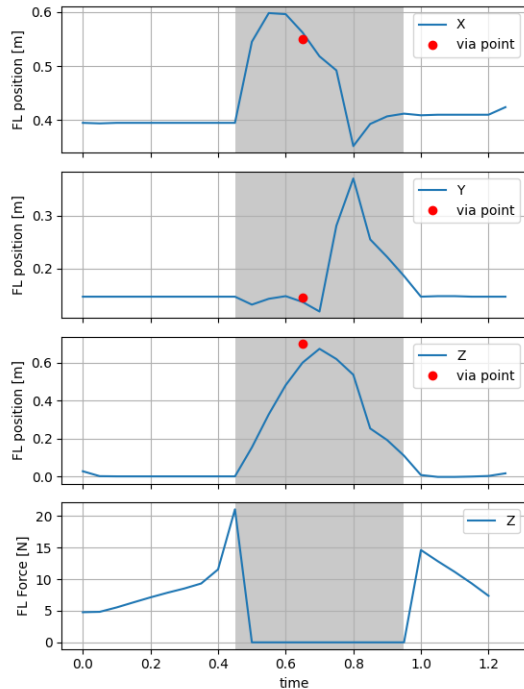 0.6
0.5
0.4
FL position [m]
X
via point
0.3
0.2
FL position [m]
Y
via point
0.6
0.4
0.2
0.0
FL position [m]
Z
via point
20
15
10
5
0
FL Force [N]
Z
0.0 0.2 0.4 0.6 0.8 1.0 1.2
time